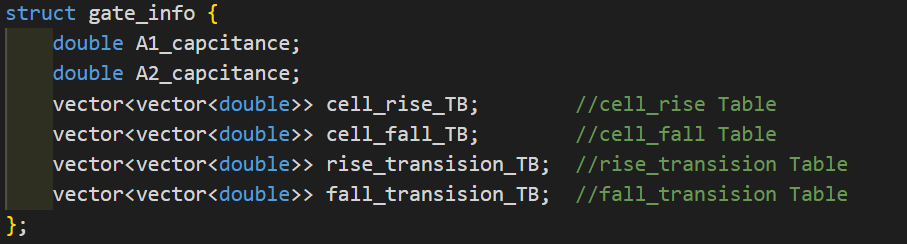 struct gate_info {
    double A1_capcitance;
    double A2_capcitance;
    vector<vector<double>> cell_rise_TB;        //cell_rise Table
    vector<vector<double>> cell_fall_TB;        //cell_fall Table
    vector<vector<double>> rise_transision_TB;  //rise_transision Table
    vector<vector<double>> fall_transision_TB;  //fall_transision Table
};